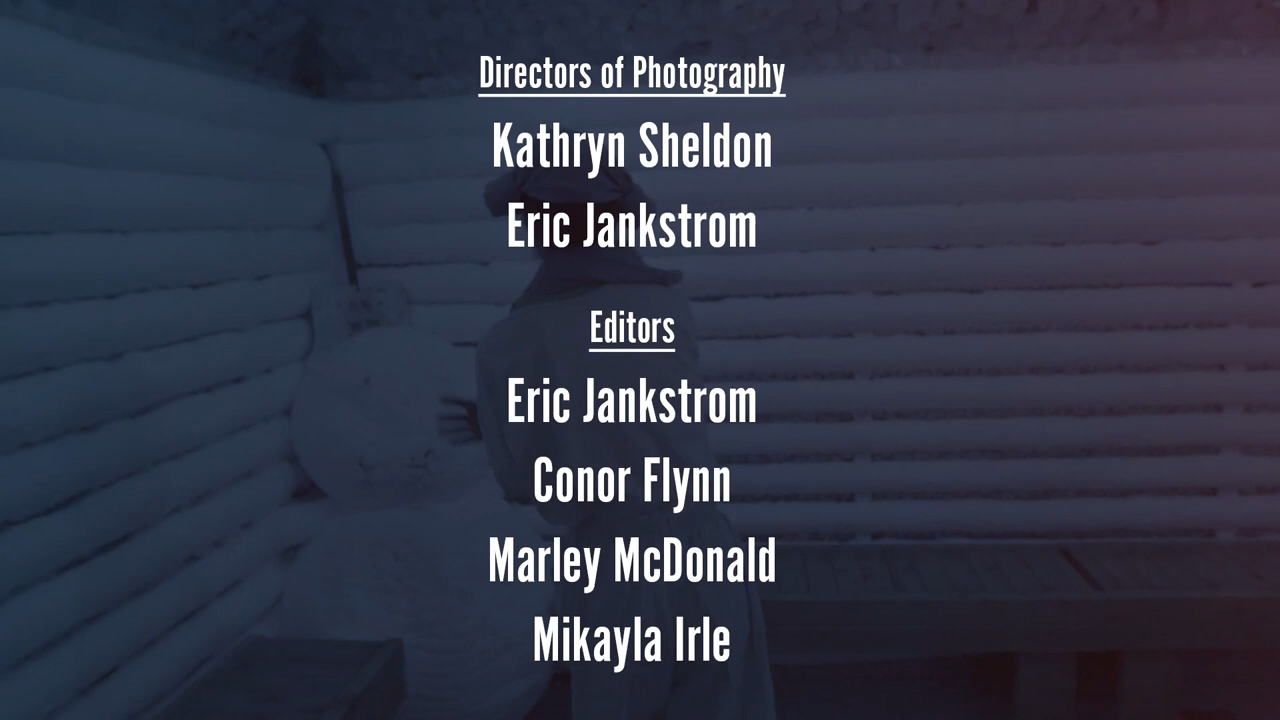 Directors of Photography
Kathryn Sheldon
Eric Jankstrom
Editors
Eric Jankstrom
Conor Flynn
Marley McDonald
Mikayla Irle